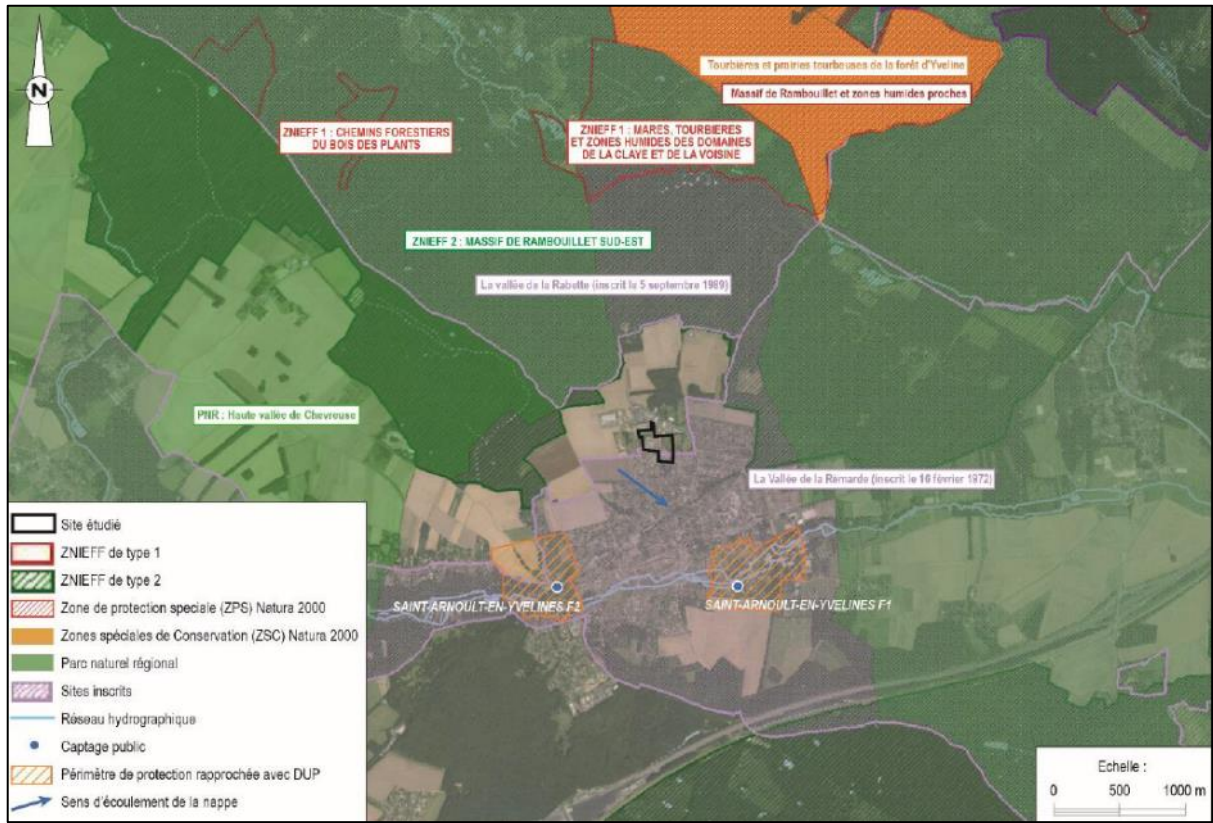 N
Tourbières et prairies tourbeuses de la forêt d'Yveline
Massif de Rambouillet et zones humides proches
ZNIEFF 1 : CHEMINS FORESTIERS
DU BOIS DES PLANTS
ZNIEFF 1 : MARES, TOURBIERES
ET ZONES HUMIDES DES DOMAINES
DE LA CLAYE ET DE LA VOISINE
ZNIEFF 2 : MASSIF DE RAMBOUILLET SUD-EST
La vallée de la Rabette (inscrit le 5 septembre 1989)
PNR : Haute vallée de Chevreuse
La Vallée de la Rémarde (inscrit le 16 février 1972)
SAINT-ARNOULT-EN-YVELINES F2
SAINT-ARNOULT-EN-YVELINES F1
Site étudié
ZNIEFF de type 1
ZNIEFF de type 2
Zone de protection speciale (ZPS) Natura 2000
Zones spéciales de Conservation (ZSC) Natura 2000
Parc naturel régional
Sites inscrits
Réseau hydrographique
Captage public
Périmètre de protection rapprochée avec DUP
Sens d'écoulement de la nappe
Echelle :
0 500 1000 m